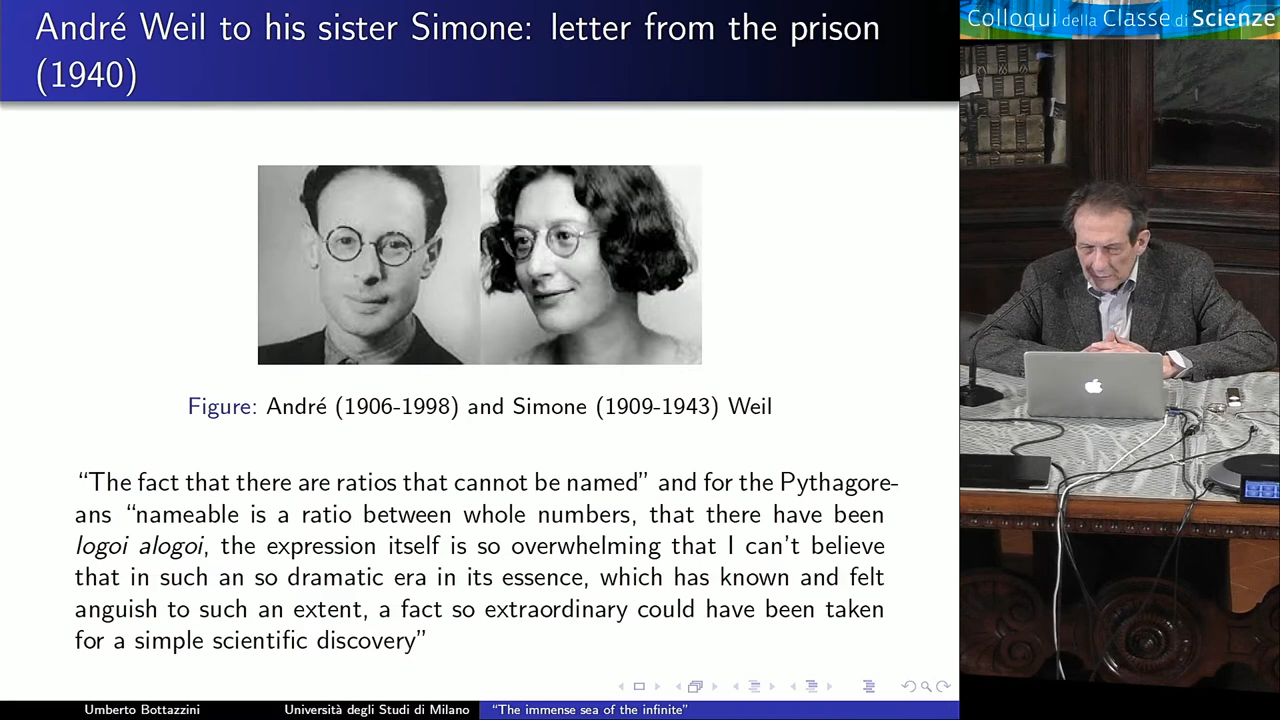 André Weil to his sister Simone: letter from the prison
(1940)
Colloqui della Classe di Scienze
Figure: André (1906-1998) and Simone (1909-1943) Weil
“The fact that there are ratios that cannot be named” and for the Pythagore-
ans “nameable is a ratio between whole numbers, that there have been
logoi alogoi, the expression itself is so overwhelming that I can't believe
that in such an so dramatic era in its essence, which has known and felt
anguish to such an extent, a fact so extraordinary could have been taken
for a simple scientific discovery”
Umberto Bottazzini Università degli Studi di Milano “The immense sea of the infinite”